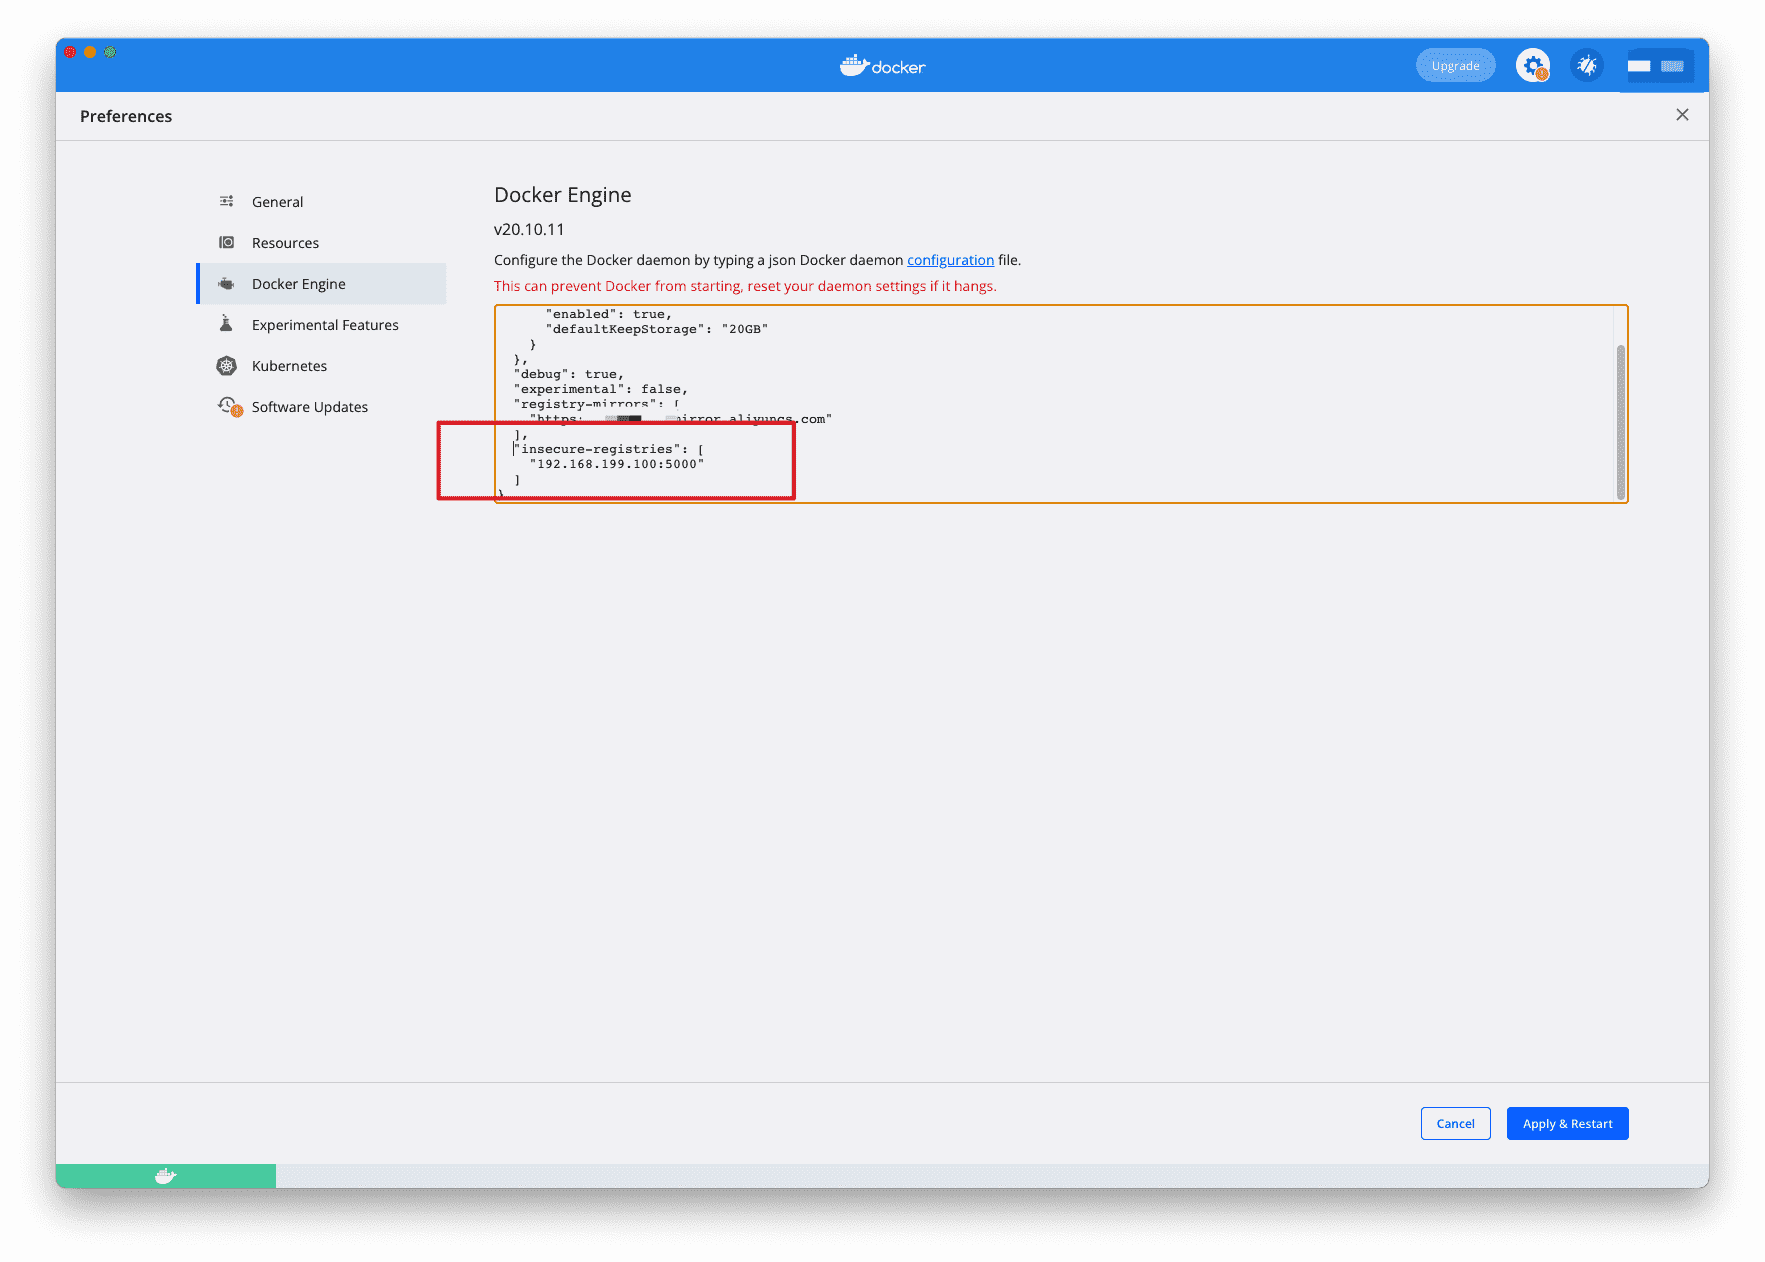 docker
Upgrade
Preferences
General
Resources
Docker Engine
Experimental Features
Kubernetes
Software Updates
Docker Engine
v20.10.11
Configure the Docker daemon by typing a json Docker daemon configuration file.
This can prevent Docker from starting, reset your daemon settings if it hangs.
"enabled": true,
"defaultKeepStorage": "20GB"
}
},
"debug": true,
"experimental": false,
"registry-mirrors": [
"https: mirror.aliyuncs.com"
],
"insecure-registries": [
"192.168.199.100:5000"
]
}
Cancel
Apply & Restart